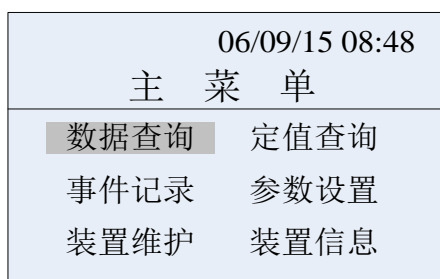 06/09/15 08:48
主 菜 单
数据查询 定值查询
事件记录 参数设置
装置维护 装置信息